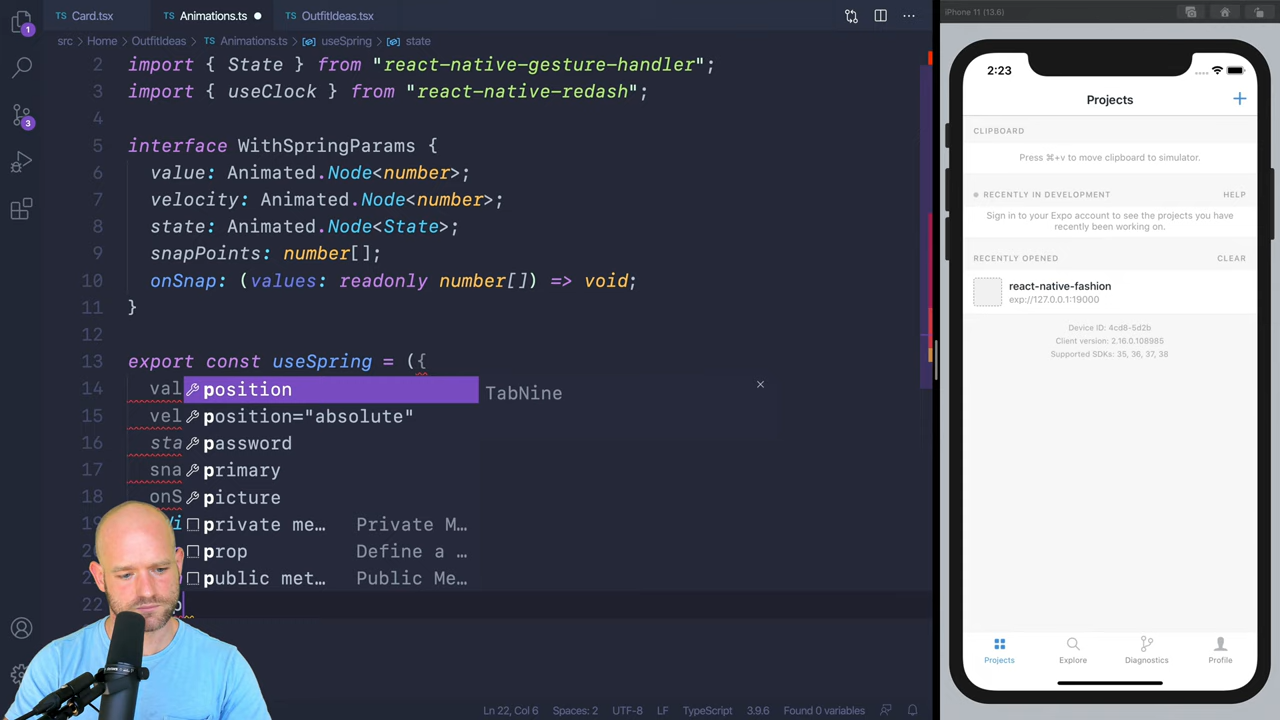 Card.tsx
Animations.ts
OutfitIdeas.tsx
src > Home > OutfitIdeas > Animations.ts > useSpring > state
2 import { State } from "react-native-gesture-handler";
3 import { useClock } from "react-native-redash";
4
5 interface WithSpringParams {
6 value: Animated.Node<number>;
7 velocity: Animated.Node<number>;
8 state: Animated.Node<State>;
9 snapPoints: number[];
10 onSnap: (values: readonly number[]) => void;
11 }
12
13 export const useSpring = ({
14 val
15 vel
16 sta
17 sna
18 onS
22 p
position
TabNine
position="absolute"
password
primary
picture
private me… Private M…
prop Define a …
public met… Public Me…
1
3
Ln 22, Col 6 Spaces: 2 UTF-8 LF TypeScript 3.9.6 Found 0 variables
iPhone 11 (13.6)
2:23
Projects
CLIPBOARD
Press ⌘+v to move clipboard to simulator.
RECENTLY IN DEVELOPMENT HELP
Sign in to your Expo account to see the projects you have
recently been working on.
RECENTLY OPENED CLEAR
react-native-fashion
exp://127.0.0.1:19000
Device ID: 4cd8-5d2b
Client version: 2.16.0.108985
Supported SDKs: 35, 36, 37, 38
Projects Explore Diagnostics Profile